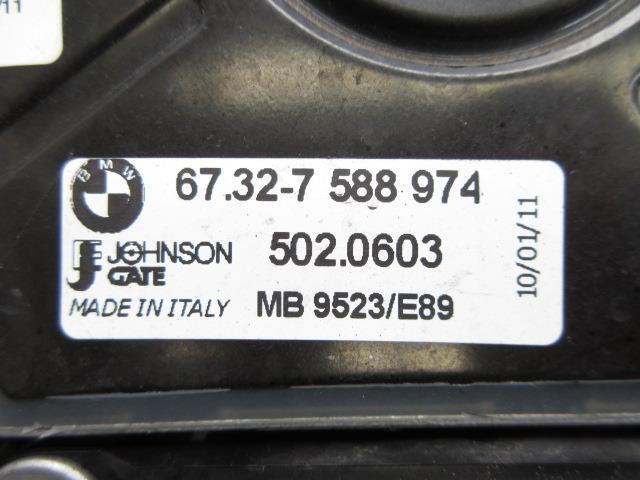 11
BMW 67.32-7 588 974
JOHNSON 502.0603
GATE
MADE IN ITALY MB 9523/E89
10/01/11